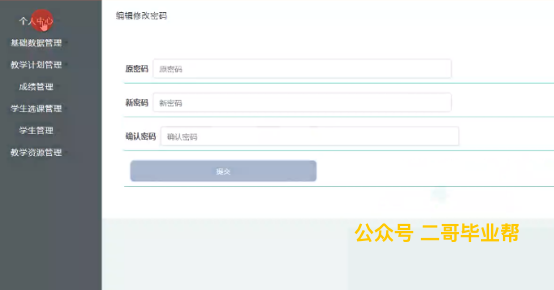 个人中心
基础数据管理
教学计划管理
成绩管理
学生选课管理
学生管理
教学资源管理
编辑修改密码
原密码 原密码
新密码 新密码
确认密码 确认密码
提交
公众号 二哥毕业帮